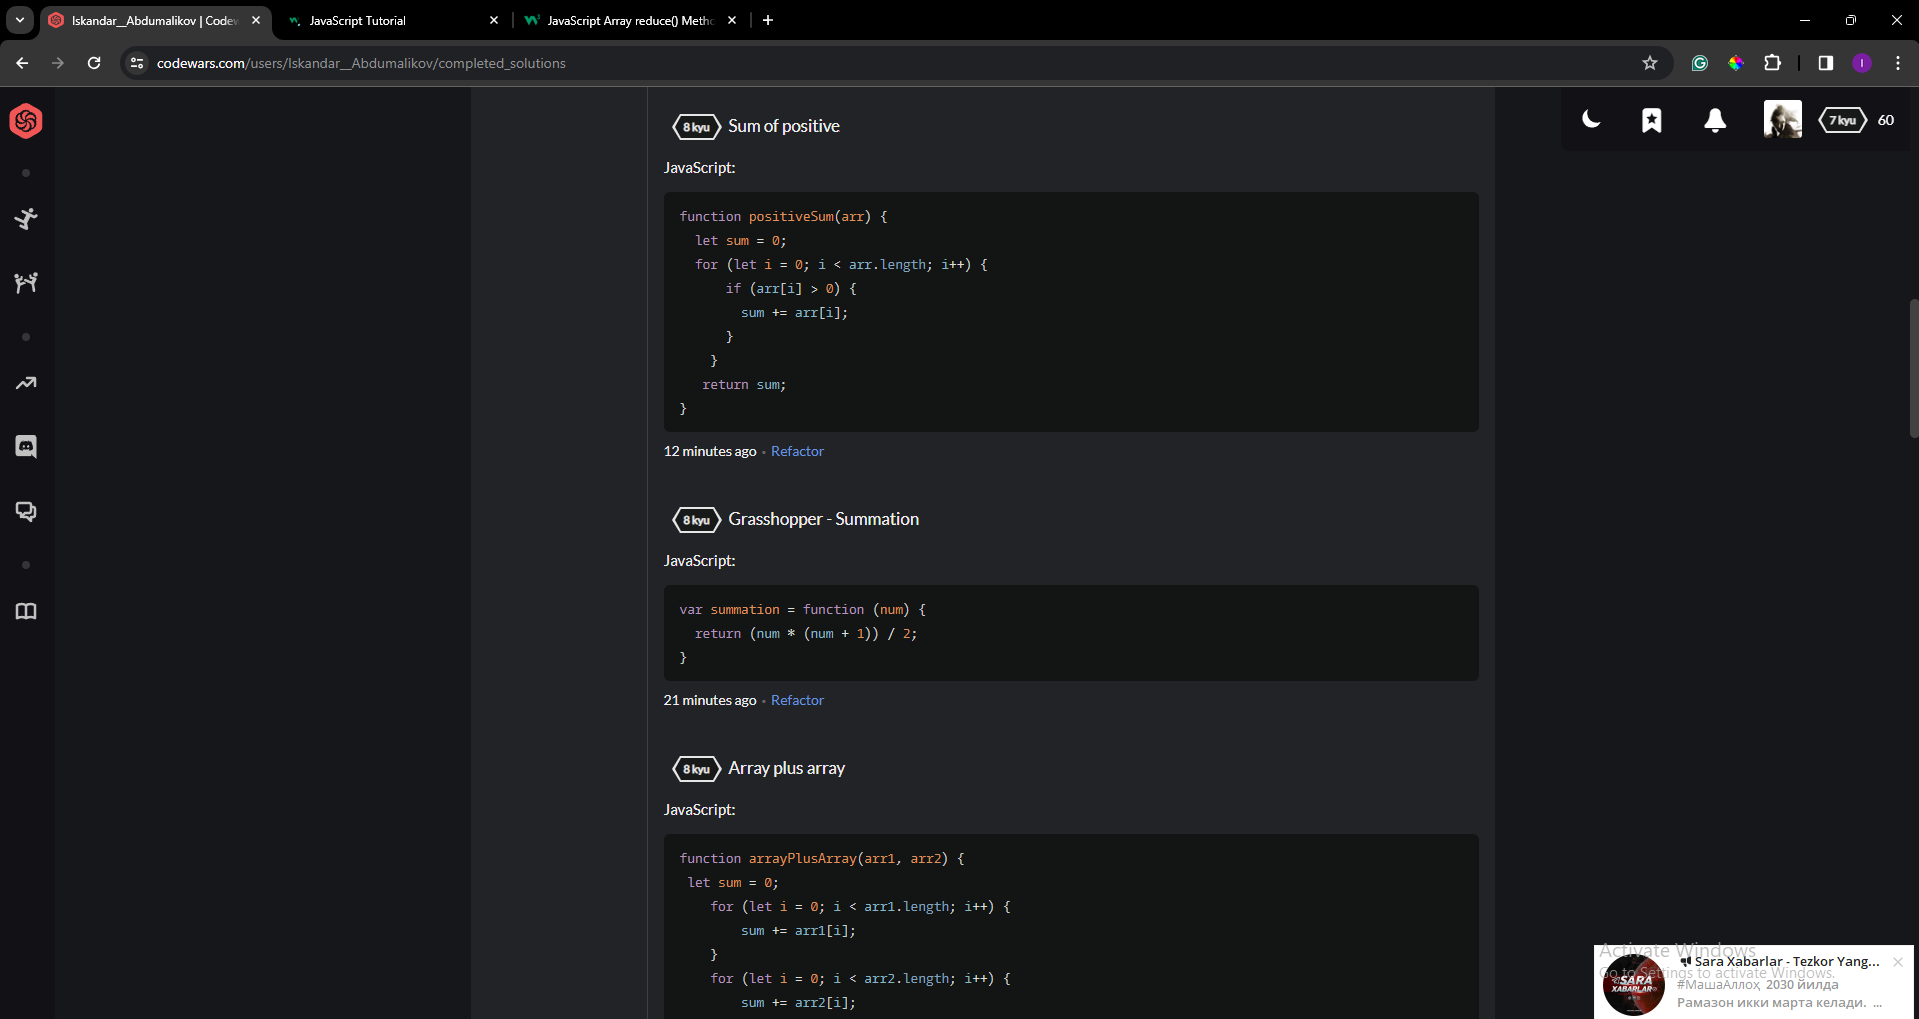 Iskandar__Abdumalikov | Codew
JavaScript Tutorial
JavaScript Array reduce() Metho
codewars.com/users/Iskandar__Abdumalikov/completed_solutions
I
7 kyu
60
8 kyu
Sum of positive
JavaScript:
function positiveSum(arr) {
let sum = 0;
for (let i = 0; i < arr.length; i++) {
if (arr[i] > 0) {
sum += arr[i];
}
}
return sum;
}
12 minutes ago • Refactor
8 kyu
Grasshopper - Summation
JavaScript:
var summation = function (num) {
return (num * (num + 1)) / 2;
}
21 minutes ago • Refactor
8 kyu
Array plus array
JavaScript:
function arrayPlusArray(arr1, arr2) {
let sum = 0;
for (let i = 0; i < arr1.length; i++) {
sum += arr1[i];
}
for (let i = 0; i < arr2.length; i++) {
sum += arr2[i];
Activate Windows
Go to Settings to activate Windows.
SARA
XABARLAR
Sara Xabarlar - Tezkor Yang...
#МашаАллоҳ 2030 йилда
Рамазон икки марта келади. ...